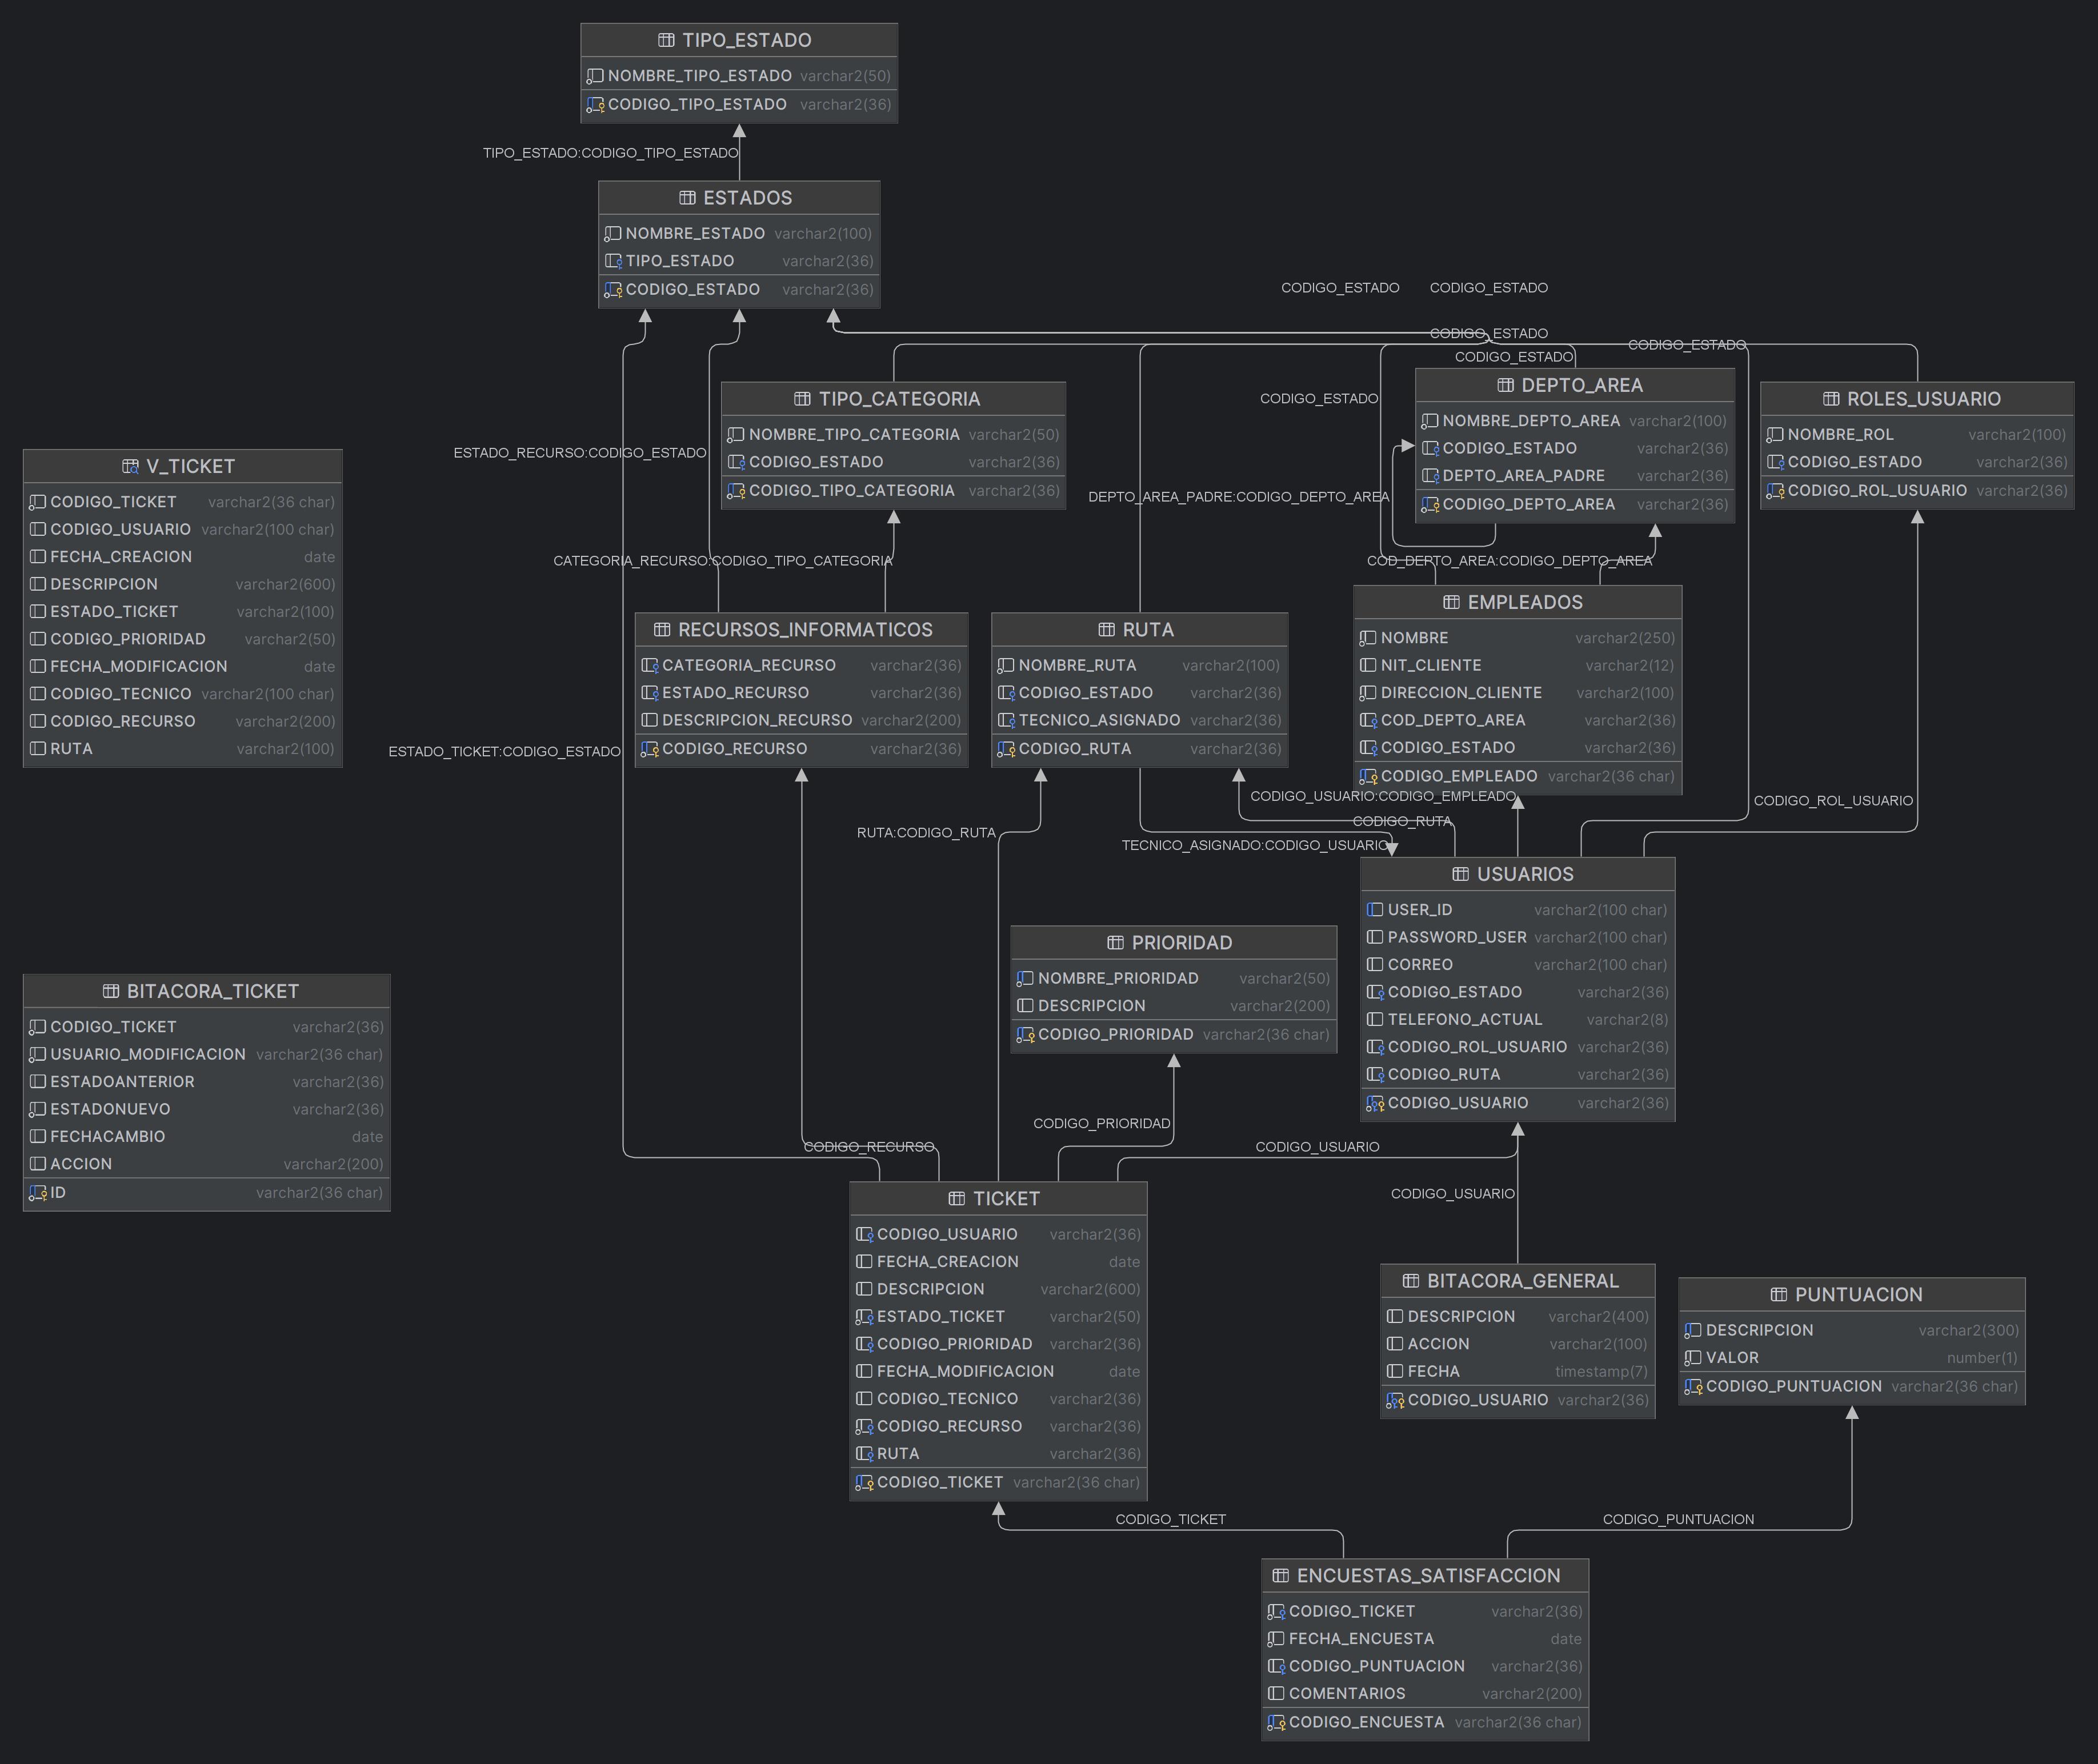 TIPO_ESTADO
NOMBRE_TIPO_ESTADO varchar2(50)
CODIGO_TIPO_ESTADO varchar2(36)
TIPO_ESTADO:CODIGO_TIPO_ESTADO
ESTADOS
NOMBRE_ESTADO varchar2(100)
TIPO_ESTADO varchar2(36)
CODIGO_ESTADO varchar2(36)
CODIGO_ESTADO CODIGO_ESTADO
CODIGO_ESTADO
CODIGO_ESTADO
CODIGO_ESTADO
CODIGO_ESTADO
TIPO_CATEGORIA
NOMBRE_TIPO_CATEGORIA varchar2(50)
CODIGO_ESTADO varchar2(36)
CODIGO_TIPO_CATEGORIA varchar2(36)
DEPTO_AREA
NOMBRE_DEPTO_AREA varchar2(100)
CODIGO_ESTADO varchar2(36)
DEPTO_AREA_PADRE varchar2(36)
CODIGO_DEPTO_AREA varchar2(36)
ROLES_USUARIO
NOMBRE_ROL varchar2(100)
CODIGO_ESTADO varchar2(36)
CODIGO_ROL_USUARIO varchar2(36)
ESTADO_RECURSO:CODIGO_ESTADO
DEPTO_AREA_PADRE:CODIGO_DEPTO_AREA
CATEGORIA_RECURSO:CODIGO_TIPO_CATEGORIA
COD_DEPTO_AREA:CODIGO_DEPTO_AREA
V_TICKET
CODIGO_TICKET varchar2(36 char)
CODIGO_USUARIO varchar2(100 char)
FECHA_CREACION date
DESCRIPCION varchar2(600)
ESTADO_TICKET varchar2(100)
CODIGO_PRIORIDAD varchar2(50)
FECHA_MODIFICACION date
CODIGO_TECNICO varchar2(100 char)
CODIGO_RECURSO varchar2(200)
RUTA varchar2(100)
RECURSOS_INFORMATICOS
CATEGORIA_RECURSO varchar2(36)
ESTADO_RECURSO varchar2(36)
DESCRIPCION_RECURSO varchar2(200)
CODIGO_RECURSO varchar2(36)
RUTA
NOMBRE_RUTA varchar2(100)
CODIGO_ESTADO varchar2(36)
TECNICO_ASIGNADO varchar2(36)
CODIGO_RUTA varchar2(36)
EMPLEADOS
NOMBRE varchar2(250)
NIT_CLIENTE varchar2(12)
DIRECCION_CLIENTE varchar2(100)
COD_DEPTO_AREA varchar2(36)
CODIGO_ESTADO varchar2(36)
CODIGO_EMPLEADO varchar2(36 char)
ESTADO_TICKET:CODIGO_ESTADO
CODIGO_USUARIO:CODIGO_EMPLEADO
CODIGO_ROL_USUARIO
CODIGO_RUTA
RUTA:CODIGO_RUTA
TECNICO_ASIGNADO:CODIGO_USUARIO
USUARIOS
USER_ID varchar2(100 char)
PASSWORD_USER varchar2(100 char)
CORREO varchar2(100 char)
CODIGO_ESTADO varchar2(36)
TELEFONO_ACTUAL varchar2(8)
CODIGO_ROL_USUARIO varchar2(36)
CODIGO_RUTA varchar2(36)
CODIGO_USUARIO varchar2(36)
PRIORIDAD
NOMBRE_PRIORIDAD varchar2(50)
DESCRIPCION varchar2(200)
CODIGO_PRIORIDAD varchar2(36 char)
BITACORA_TICKET
CODIGO_TICKET varchar2(36)
USUARIO_MODIFICACION varchar2(36 char)
ESTADOANTERIOR varchar2(36)
ESTADONUEVO varchar2(36)
FECHACAMBIO date
ACCION varchar2(200)
ID varchar2(36 char)
CODIGO_PRIORIDAD
CODIGO_RECURSO
CODIGO_USUARIO
CODIGO_USUARIO
TICKET
CODIGO_USUARIO varchar2(36)
FECHA_CREACION date
DESCRIPCION varchar2(600)
ESTADO_TICKET varchar2(50)
CODIGO_PRIORIDAD varchar2(36)
FECHA_MODIFICACION date
CODIGO_TECNICO varchar2(36)
CODIGO_RECURSO varchar2(36)
RUTA varchar2(36)
CODIGO_TICKET varchar2(36 char)
BITACORA_GENERAL
DESCRIPCION varchar2(400)
ACCION varchar2(100)
FECHA timestamp(7)
CODIGO_USUARIO varchar2(36)
PUNTUACION
DESCRIPCION varchar2(300)
VALOR number(1)
CODIGO_PUNTUACION varchar2(36 char)
CODIGO_TICKET
CODIGO_PUNTUACION
ENCUESTAS_SATISFACCION
CODIGO_TICKET varchar2(36)
FECHA_ENCUESTA date
CODIGO_PUNTUACION varchar2(36)
COMENTARIOS varchar2(200)
CODIGO_ENCUESTA varchar2(36 char)